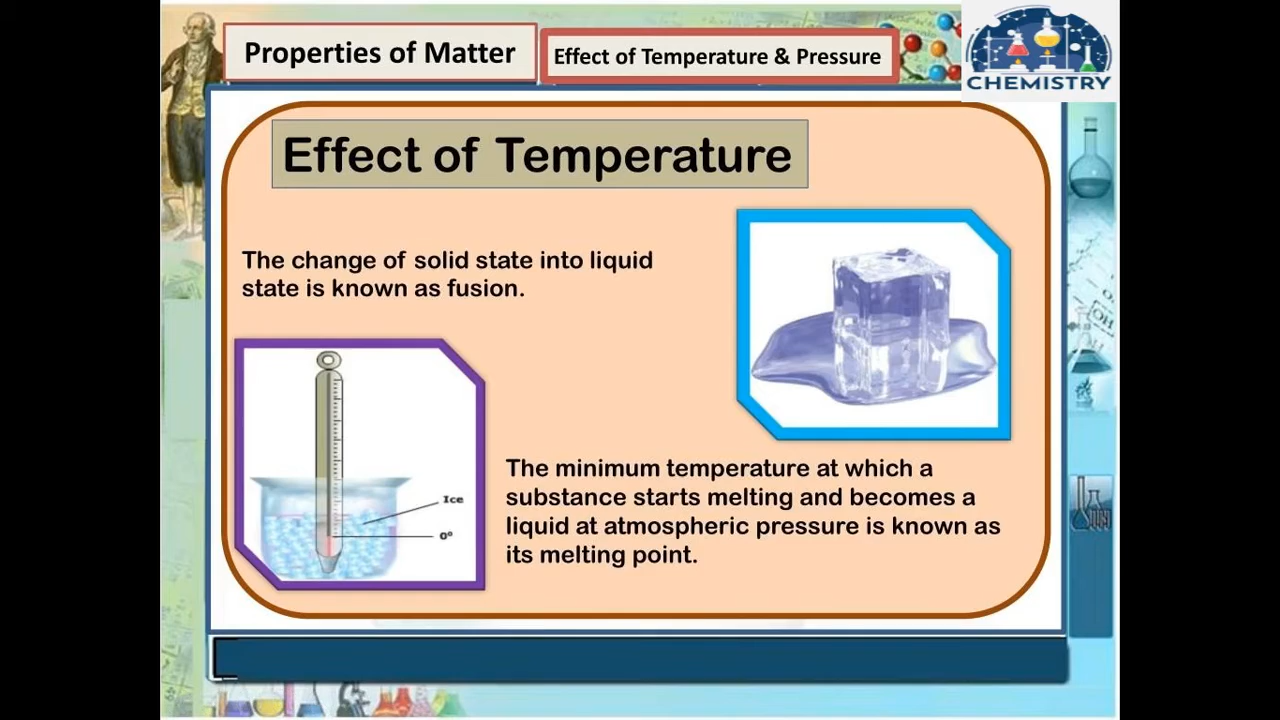 Properties of Matter
Effect of Temperature & Pressure
CHEMISTRY
Effect of Temperature
The change of solid state into liquid
state is known as fusion.
Ice
0°
The minimum temperature at which a
substance starts melting and becomes a
liquid at atmospheric pressure is known as
its melting point.